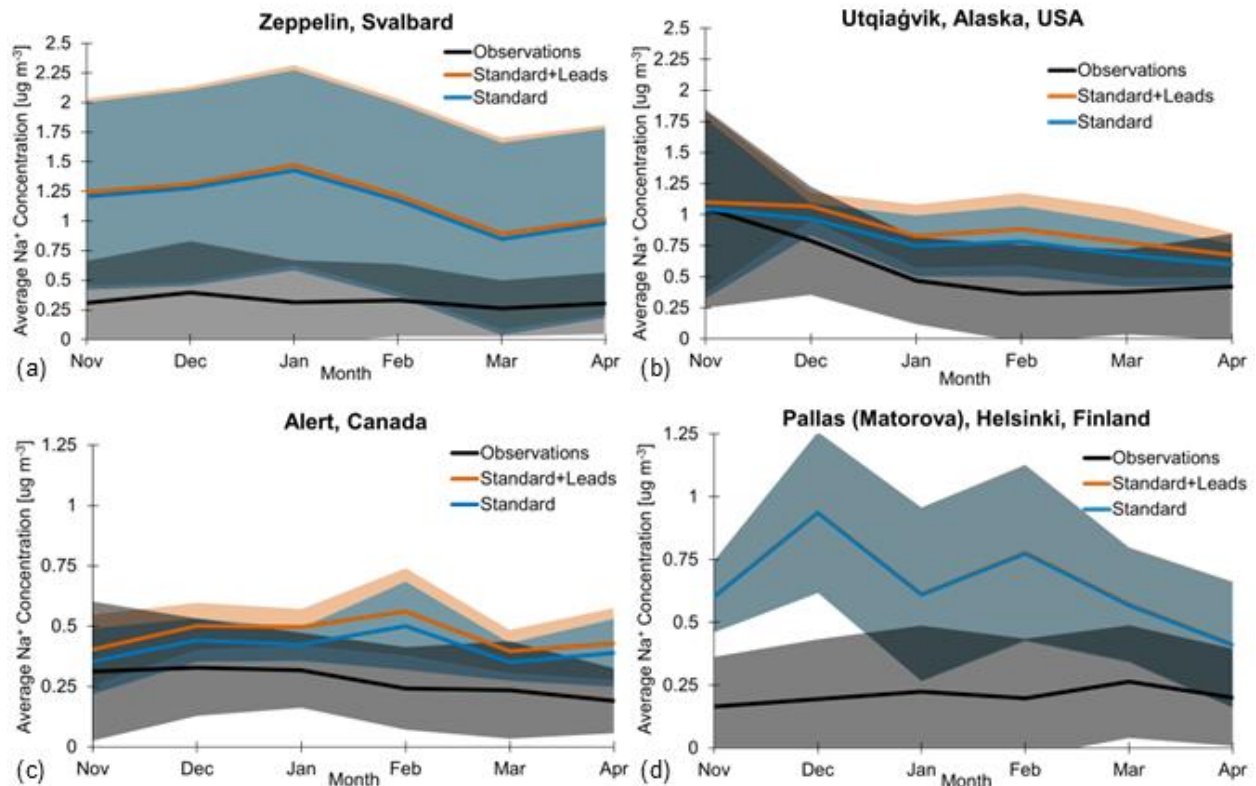 Zeppelin, Svalbard
Average Na⁺ Concentration [ug m⁻³]
2.5
2.25
2
1.75
1.5
1.25
1
0.75
0.5
0.25
0
Observations
Standard+Leads
Standard
Nov Dec Jan Feb Mar Apr
Month
(a)
Utqiaġvik, Alaska, USA
Average Na⁺ Concentration [ug m⁻³]
2.5
2.25
2
1.75
1.5
1.25
1
0.75
0.5
0.25
0
Observations
Standard+Leads
Standard
Nov Dec Jan Feb Mar Apr
Month
(b)
Alert, Canada
Average Na⁺ Concentration [ug m⁻³]
1.25
1
0.75
0.5
0.25
0
Observations
Standard+Leads
Standard
Nov Dec Jan Feb Mar Apr
Month
(c)
Pallas (Matorova), Helsinki, Finland
Average Na⁺ Concentration [ug m⁻³]
1.25
1
0.75
0.5
0.25
0
Observations
Standard+Leads
Standard
Nov Dec Jan Feb Mar Apr
Month
(d)